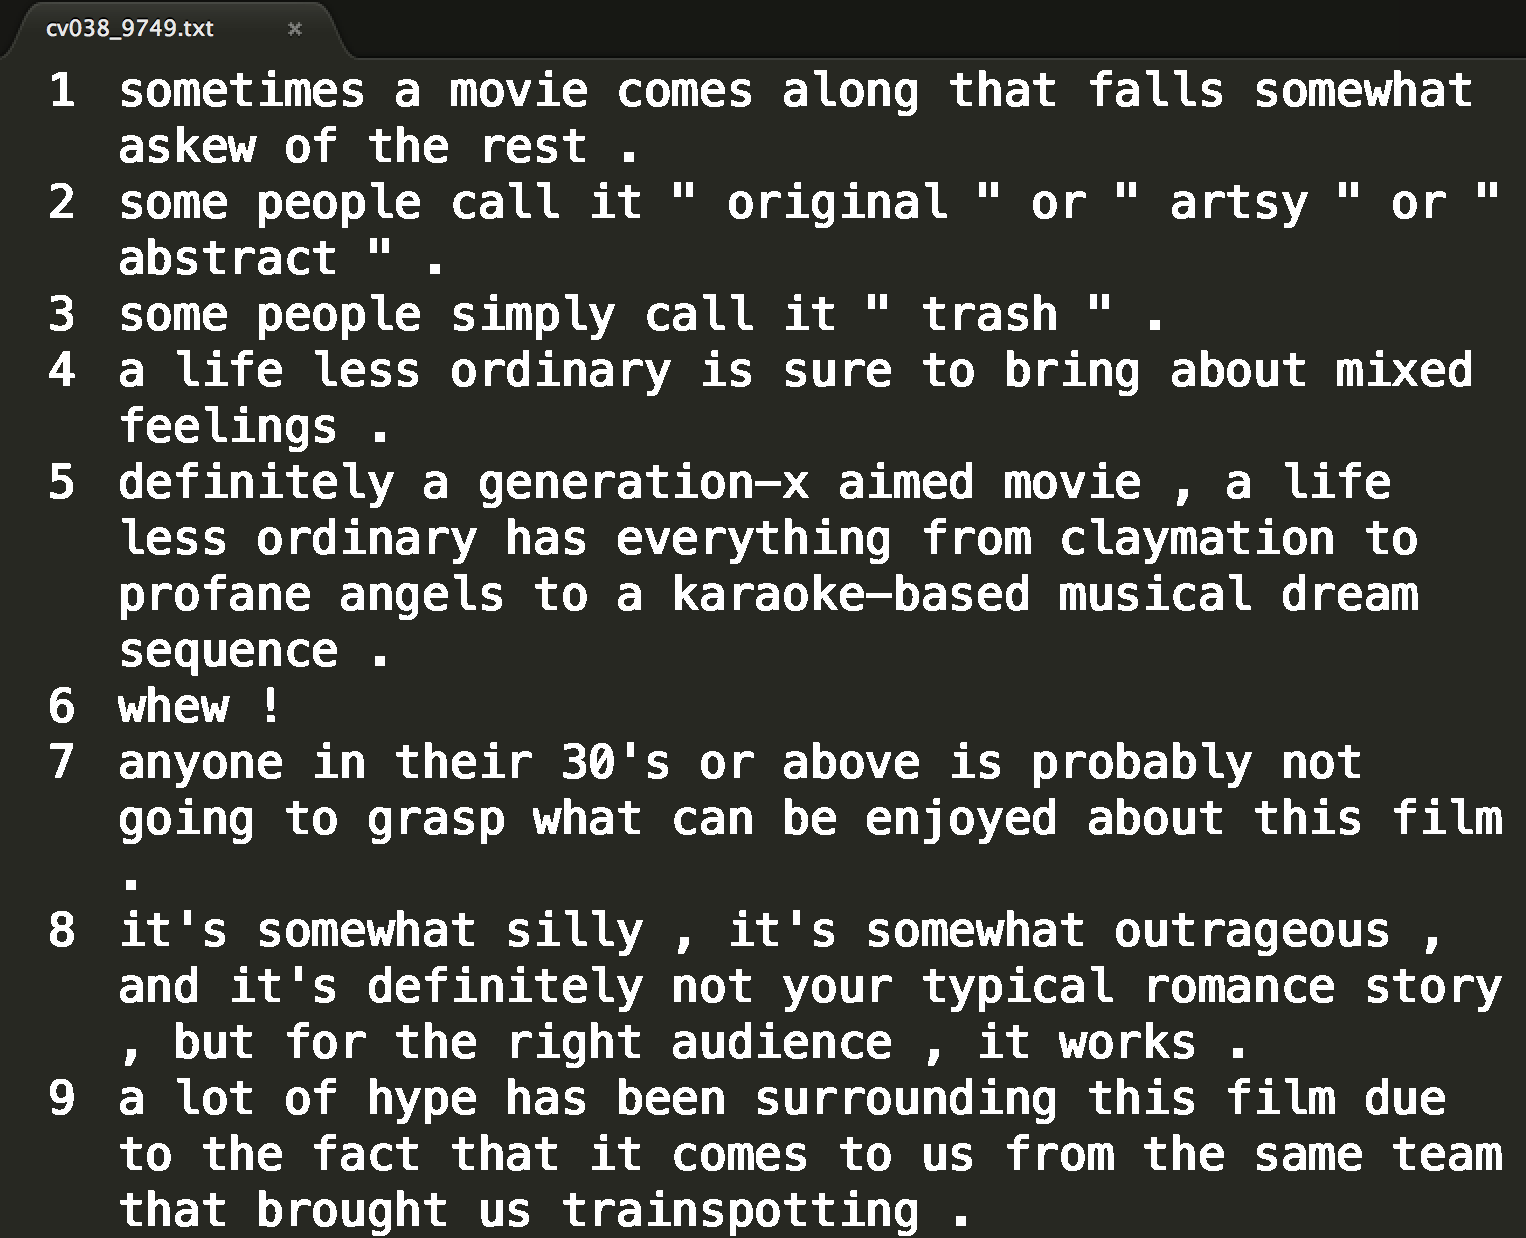 cv038_9749.txt ×
1 sometimes a movie comes along that falls somewhat
askew of the rest .
2 some people call it " original " or " artsy " or "
abstract " .
3 some people simply call it " trash " .
4 a life less ordinary is sure to bring about mixed
feelings .
5 definitely a generation-x aimed movie , a life
less ordinary has everything from claymation to
profane angels to a karaoke-based musical dream
sequence .
6 whew !
7 anyone in their 30's or above is probably not
going to grasp what can be enjoyed about this film
.
8 it's somewhat silly , it's somewhat outrageous ,
and it's definitely not your typical romance story
, but for the right audience , it works .
9 a lot of hype has been surrounding this film due
to the fact that it comes to us from the same team
that brought us trainspotting .